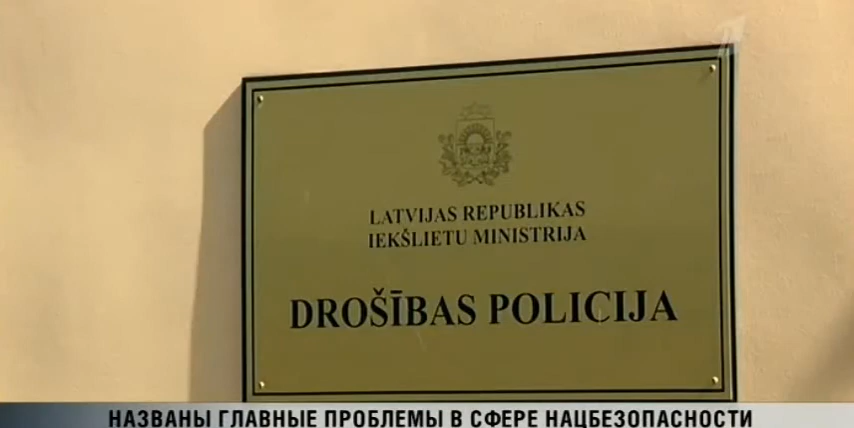 LATVIJAS REPUBLIKAS
IEKŠLIETU MINISTRIJA
DROŠĪBAS POLICIJA
НАЗВАНЫ ГЛАВНЫЕ ПРОБЛЕМЫ В СФЕРЕ НАЦБЕЗОПАСНОСТИ